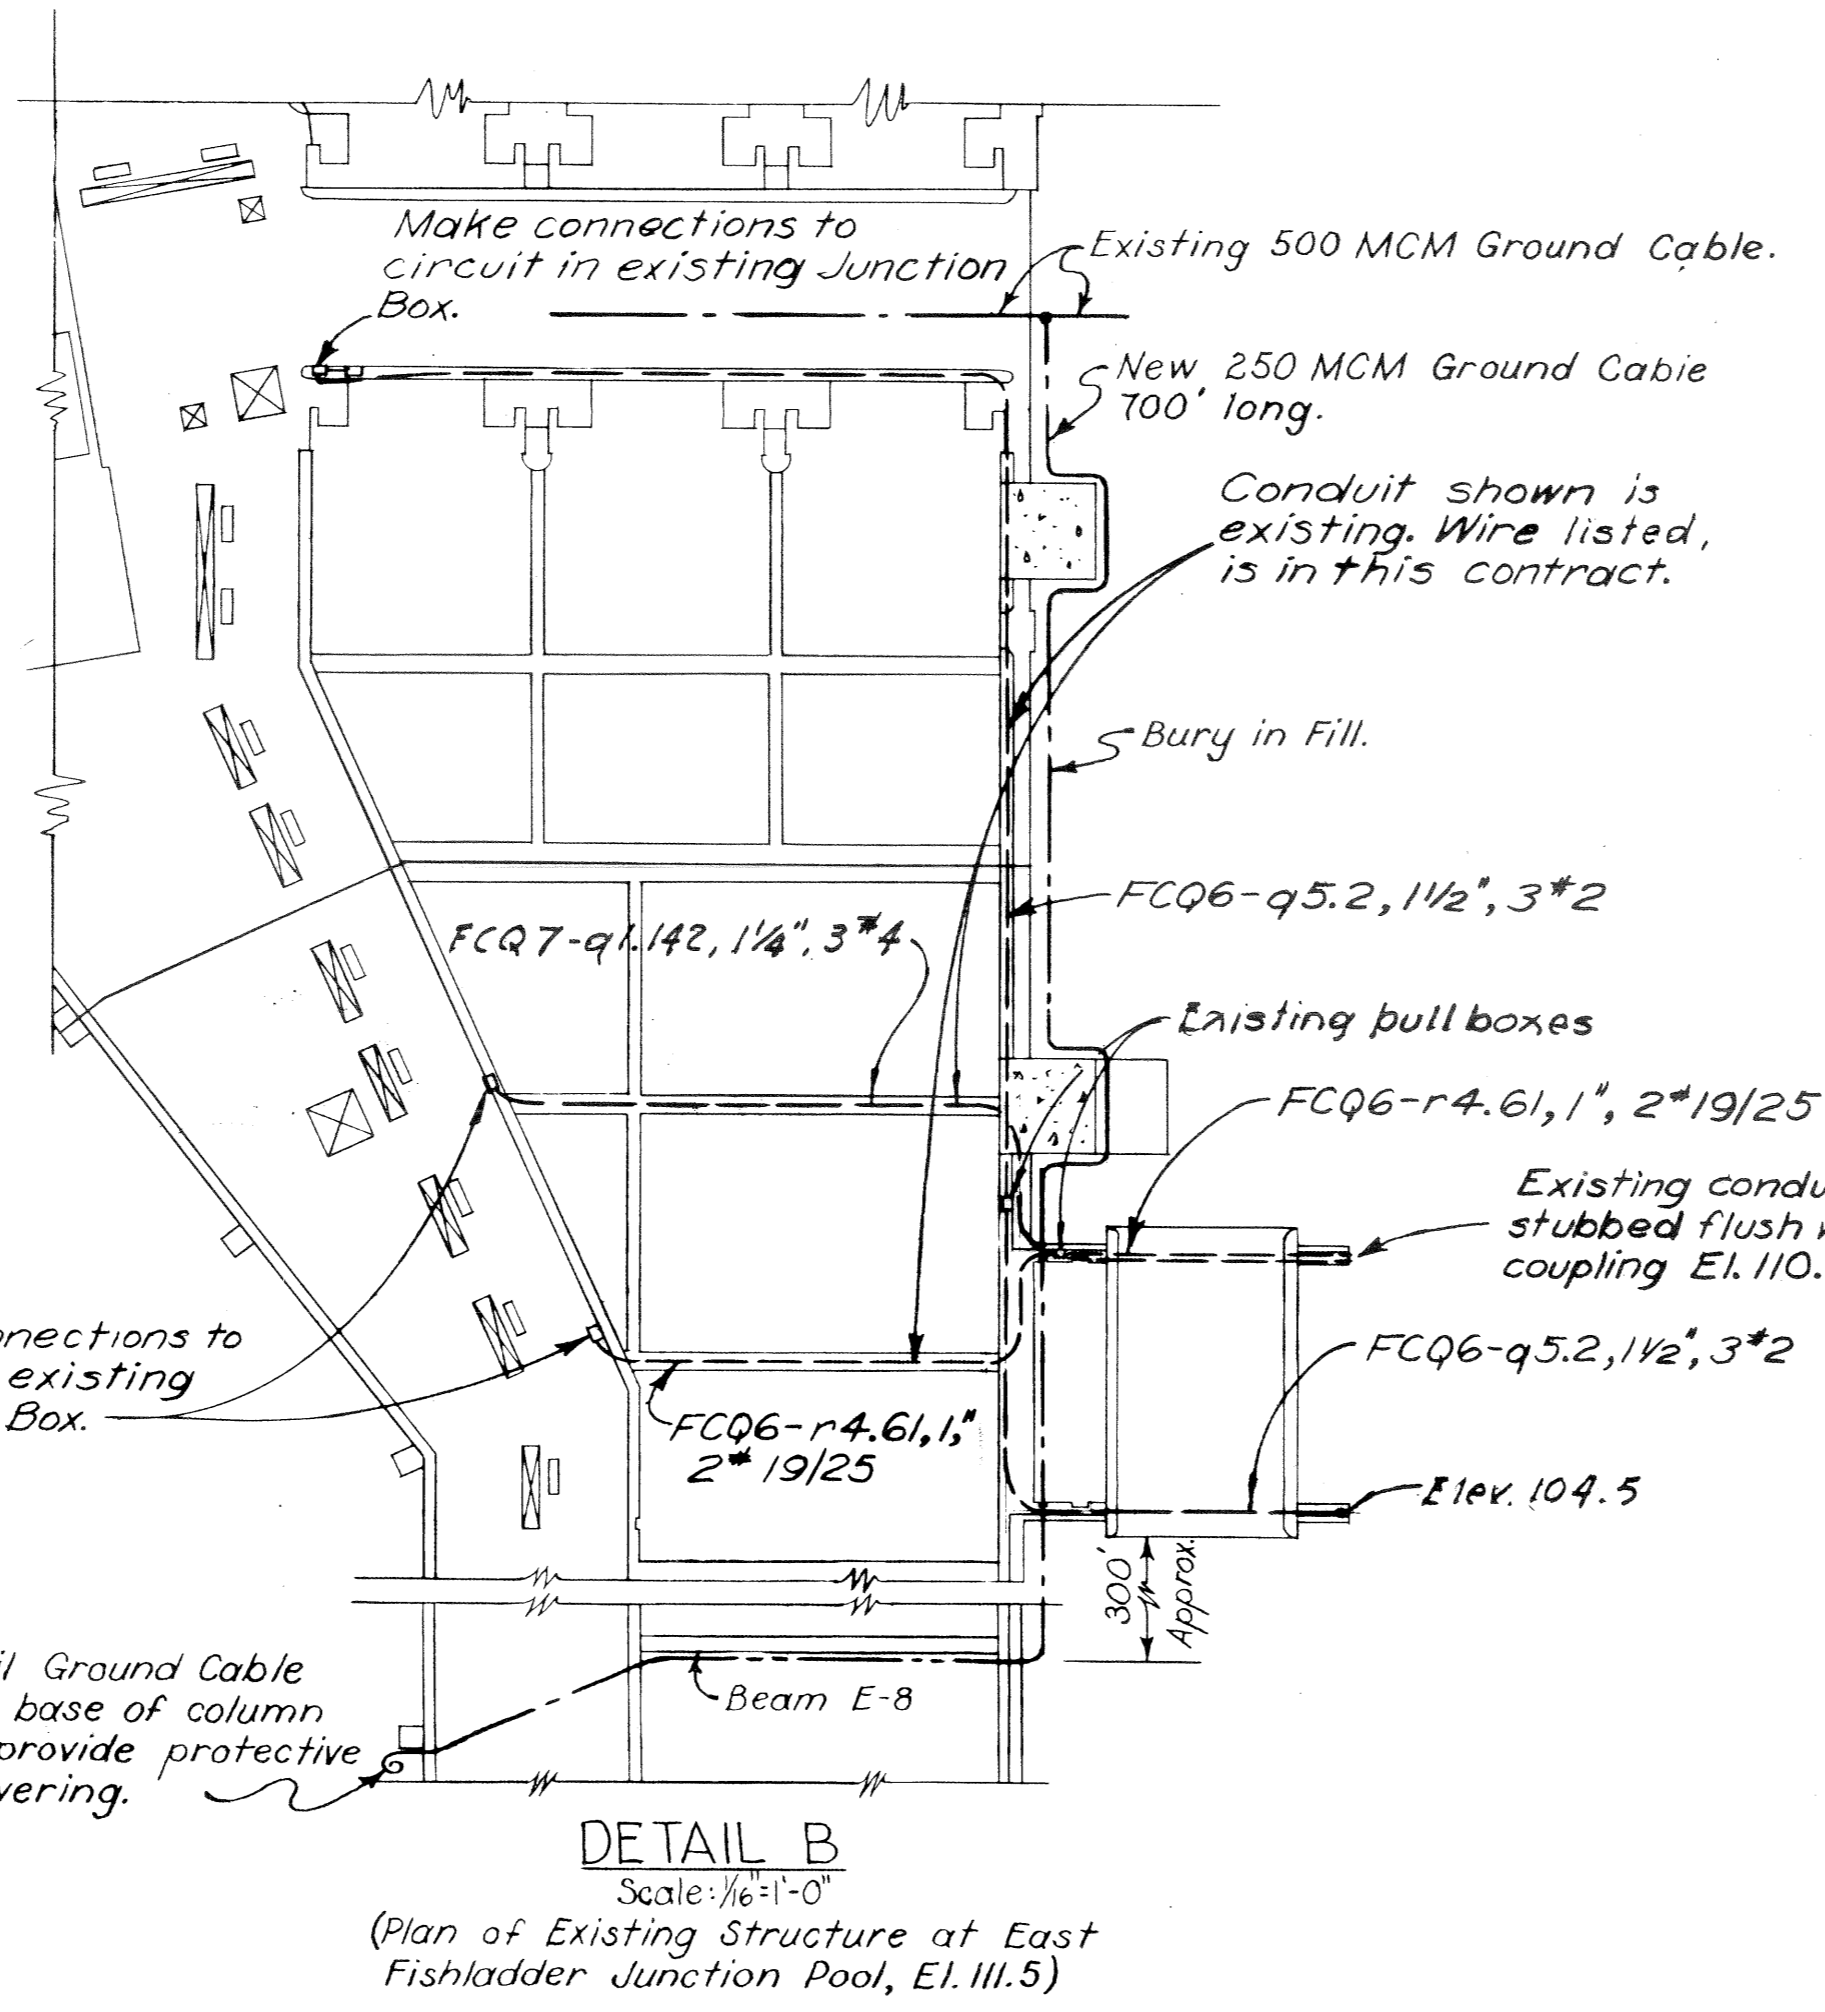 Make connections to
circuit in existing Junction
Box.
Existing 500 MCM Ground Cable.
New 250 MCM Ground Cable
700' long.
Conduit shown is
existing. Wire listed,
is in this contract.
Bury in Fill.
FCQ6-q5.2, 1½", 3#2
FCQ7-q1.142, 1¼", 3#4
Existing pull boxes
FCQ6-r4.61, 1", 2#19/25
Existing
stubbed flush
coupling El. 110.
to
existing
Box.
FCQ6-q5.2, 1½", 3#2
FCQ6-r4.61, 1,"
2# 19/25
Elev. 104.5
300'
Approx.
Ground Cable
base of column
provide protective
Beam E-8
DETAIL B
Scale: 1/16"=1'-0"
(Plan of Existing Structure at East
Fishladder Junction Pool, El. 111.5)